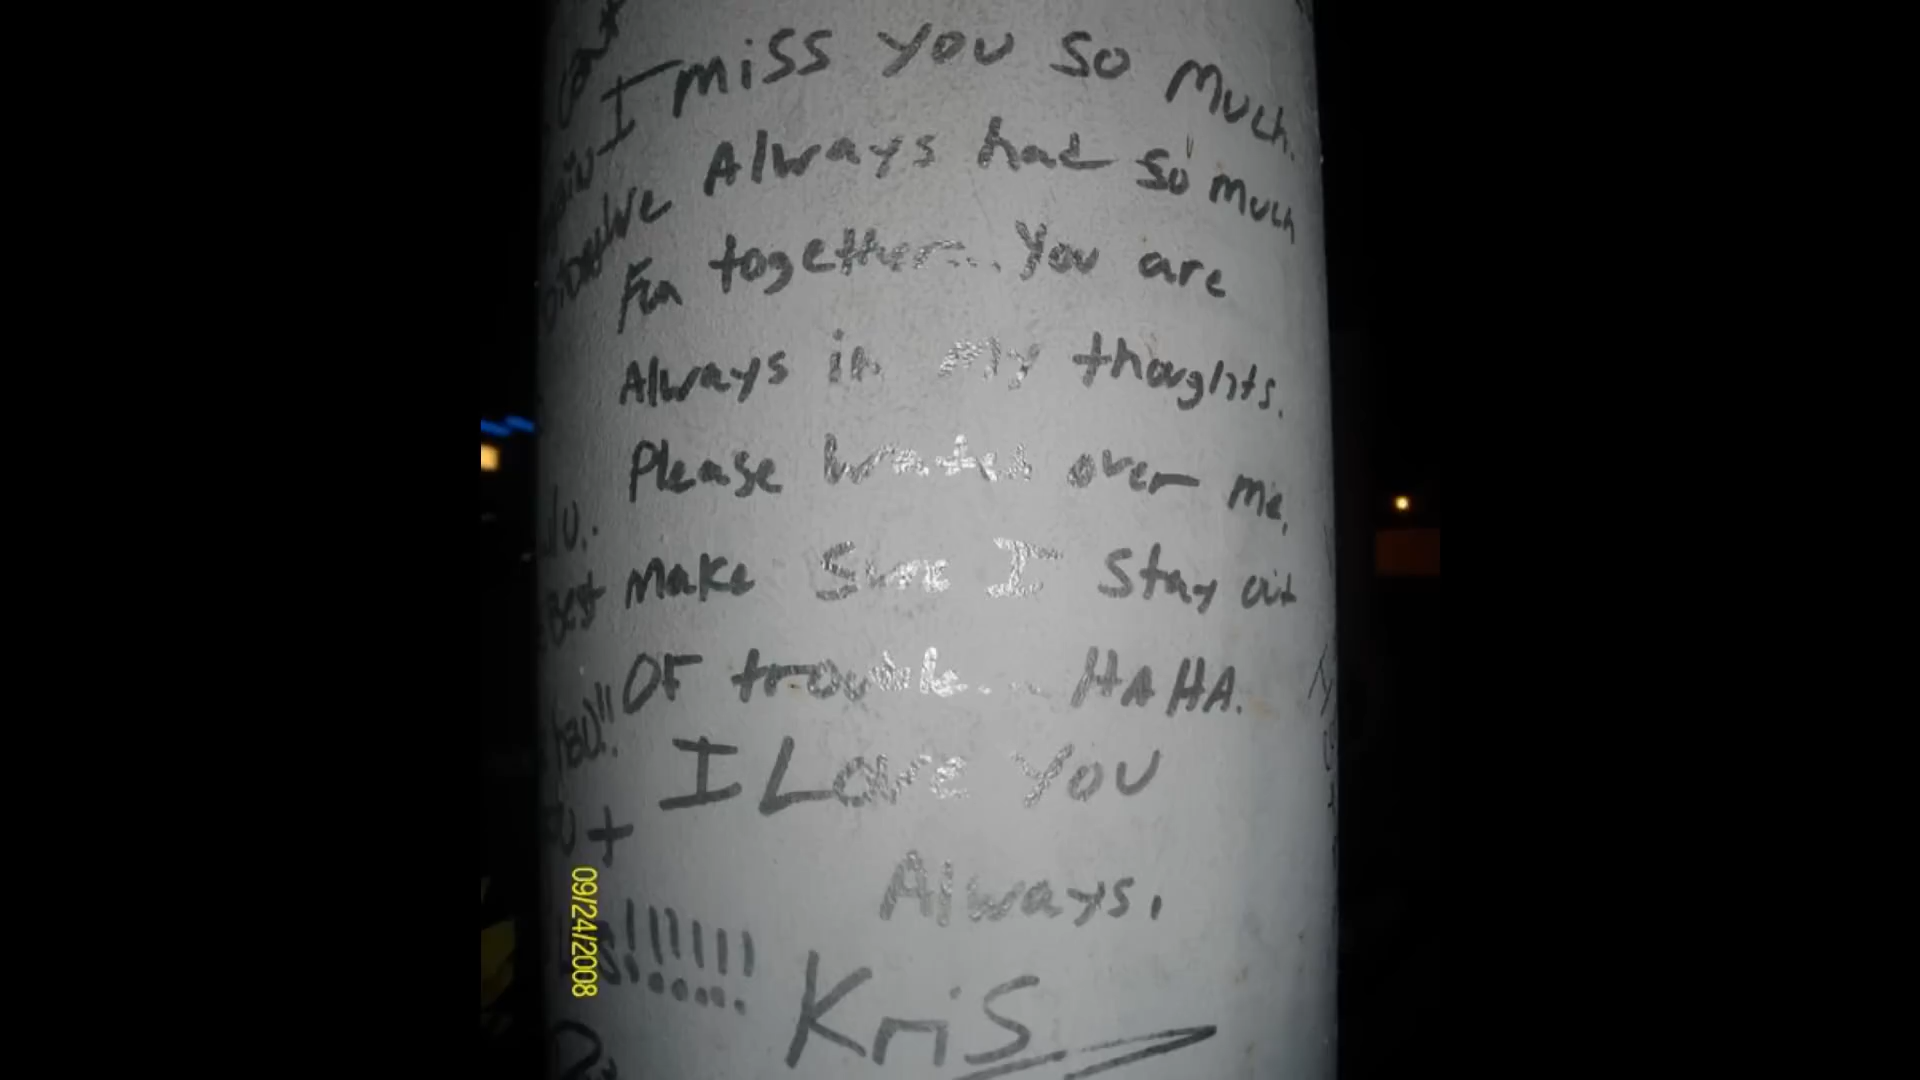 I miss you so Much.
We Always had so much
Fun together... You are
Always in my thoughts.
Please watch over me,
Make Sure I Stay out
OF trouble... HAHA.
I Love You
Always.
Kris
Best
+
!!!!!!
09/24/2008